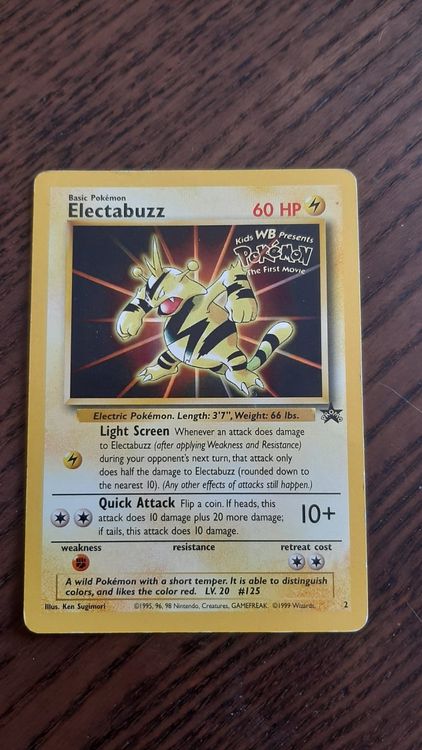 Basic Pokémon
Electabuzz
60 HP
Kids WB Presents
POKéMON
The First Movie
Electric Pokémon. Length: 3'7", Weight: 66 lbs.
PROMO
Light Screen Whenever an attack does damage
to Electabuzz (after applying Weakness and Resistance)
during your opponent's next turn, that attack only
does half the damage to Electabuzz (rounded down to
the nearest 10). (Any other effects of attacks still happen.)
Quick Attack Flip a coin. If heads, this
attack does 10 damage plus 20 more damage;
if tails, this attack does 10 damage.
10+
weakness
resistance
retreat cost
A wild Pokémon with a short temper. It is able to distinguish
colors, and likes the color red. LV. 20 #125
Illus. Ken Sugimori
©1995, 96, 98 Nintendo, Creatures, GAMEFREAK. ©1999 Wizards.
2